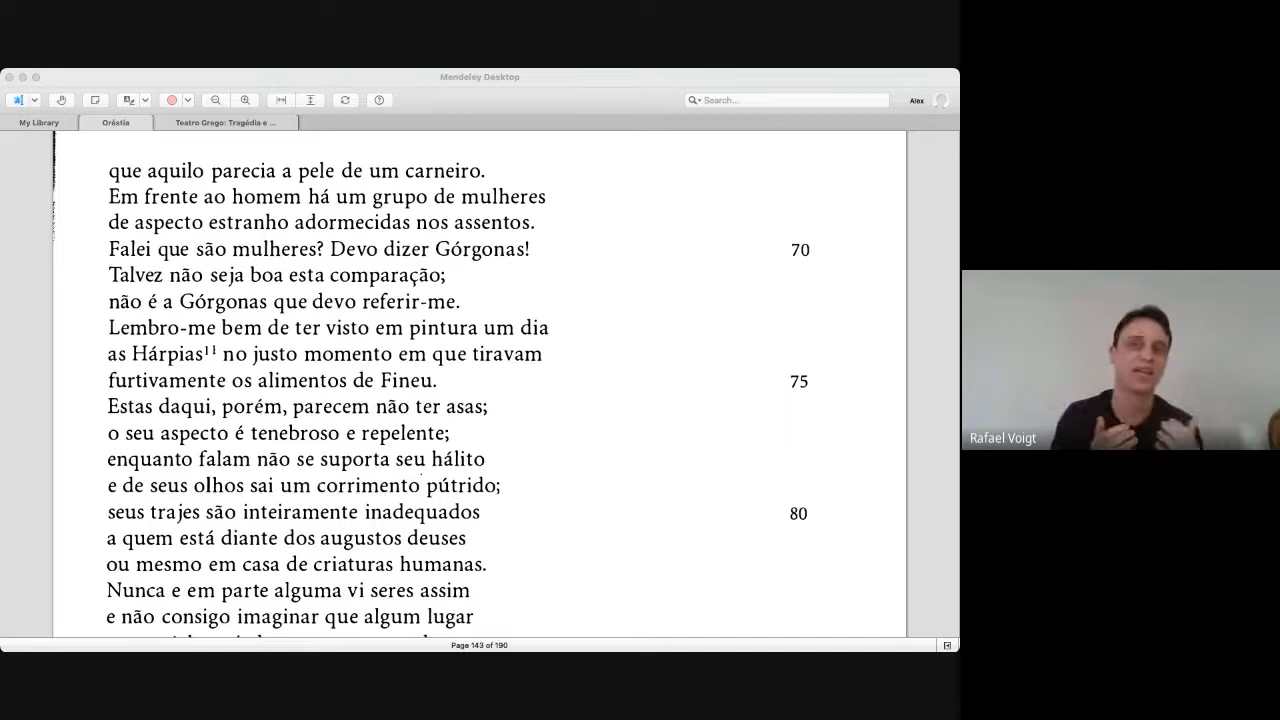 Mendeley Desktop
Search...
Alex
My Library
Oréstia
Teatro Grego: Tragédia e ...
que aquilo parecia a pele de um carneiro.
Em frente ao homem há um grupo de mulheres
de aspecto estranho adormecidas nos assentos.
Falei que são mulheres? Devo dizer Górgonas! 70
Talvez não seja boa esta comparação;
não é a Górgonas que devo referir-me.
Lembro-me bem de ter visto em pintura um dia
as Hárpias¹¹ no justo momento em que tiravam
furtivamente os alimentos de Fineu. 75
Estas daqui, porém, parecem não ter asas;
o seu aspecto é tenebroso e repelente;
enquanto falam não se suporta seu hálito
e de seus olhos sai um corrimento pútrido;
seus trajes são inteiramente inadequados 80
a quem está diante dos augustos deuses
ou mesmo em casa de criaturas humanas.
Nunca e em parte alguma vi seres assim
e não consigo imaginar que algum lugar
Page 143 of 190
Rafael Voigt